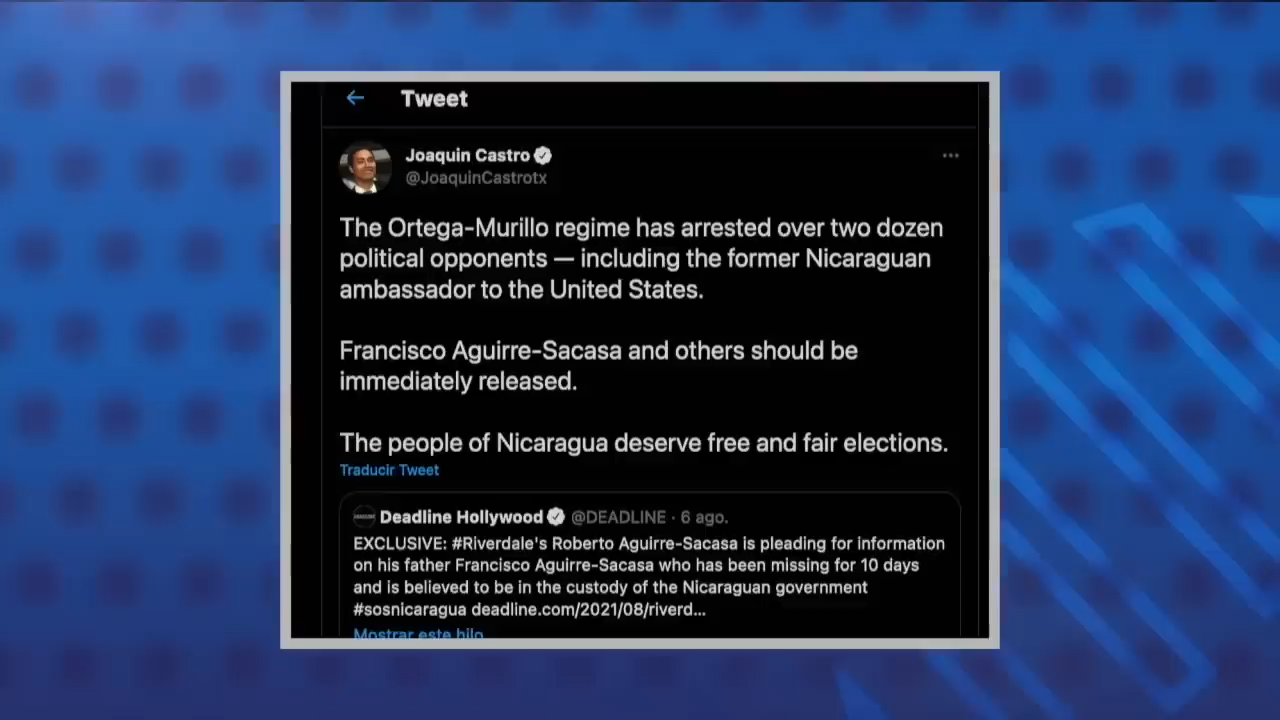 Tweet
Joaquin Castro
@JoaquinCastrotx
The Ortega-Murillo regime has arrested over two dozen
political opponents — including the former Nicaraguan
ambassador to the United States.
Francisco Aguirre-Sacasa and others should be
immediately released.
The people of Nicaragua deserve free and fair elections.
Traducir Tweet
Deadline Hollywood @DEADLINE · 6 ago.
EXCLUSIVE: #Riverdale's Roberto Aguirre-Sacasa is pleading for information
on his father Francisco Aguirre-Sacasa who has been missing for 10 days
and is believed to be in the custody of the Nicaraguan government
#sosnicaragua deadline.com/2021/08/riverd...
Mostrar este hilo